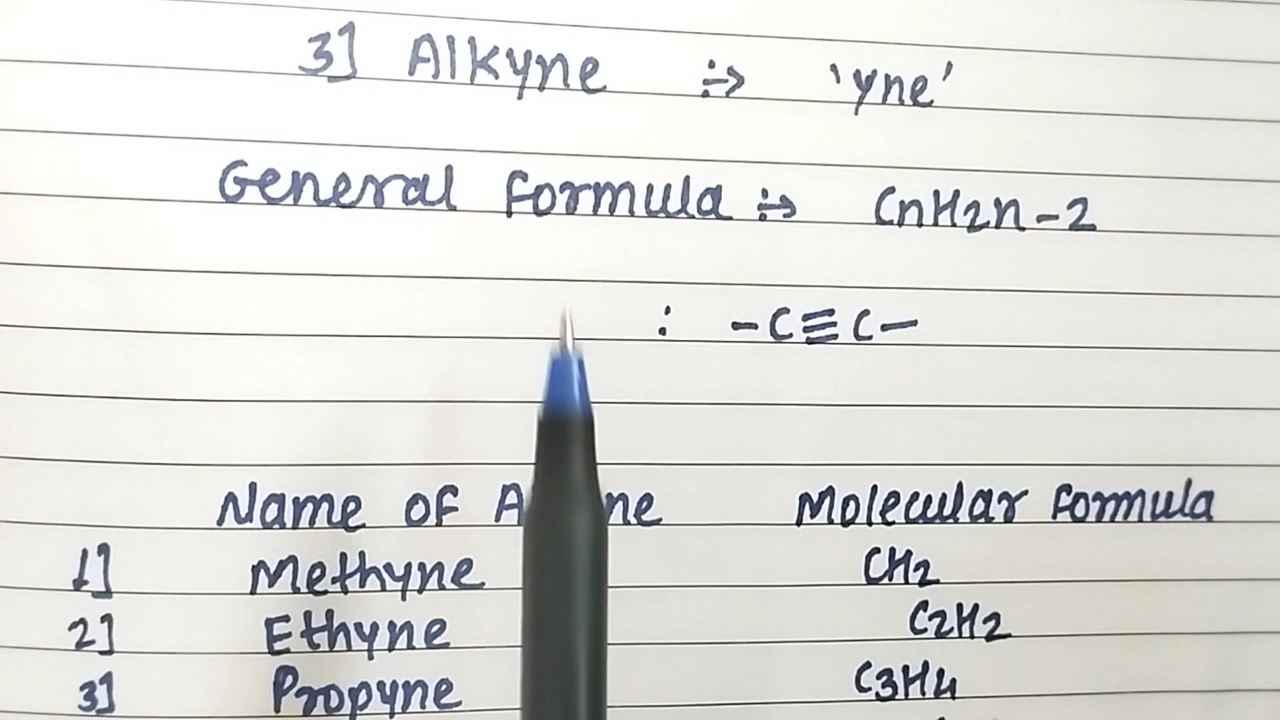 3] Alkyne ÷> 'yne'
General Formula ÷> CnH2n-2
: -C≡C-
Name of A ne Molecular Formula
1] Methyne CH2
2] Ethyne C2H2
3] Propyne C3H4